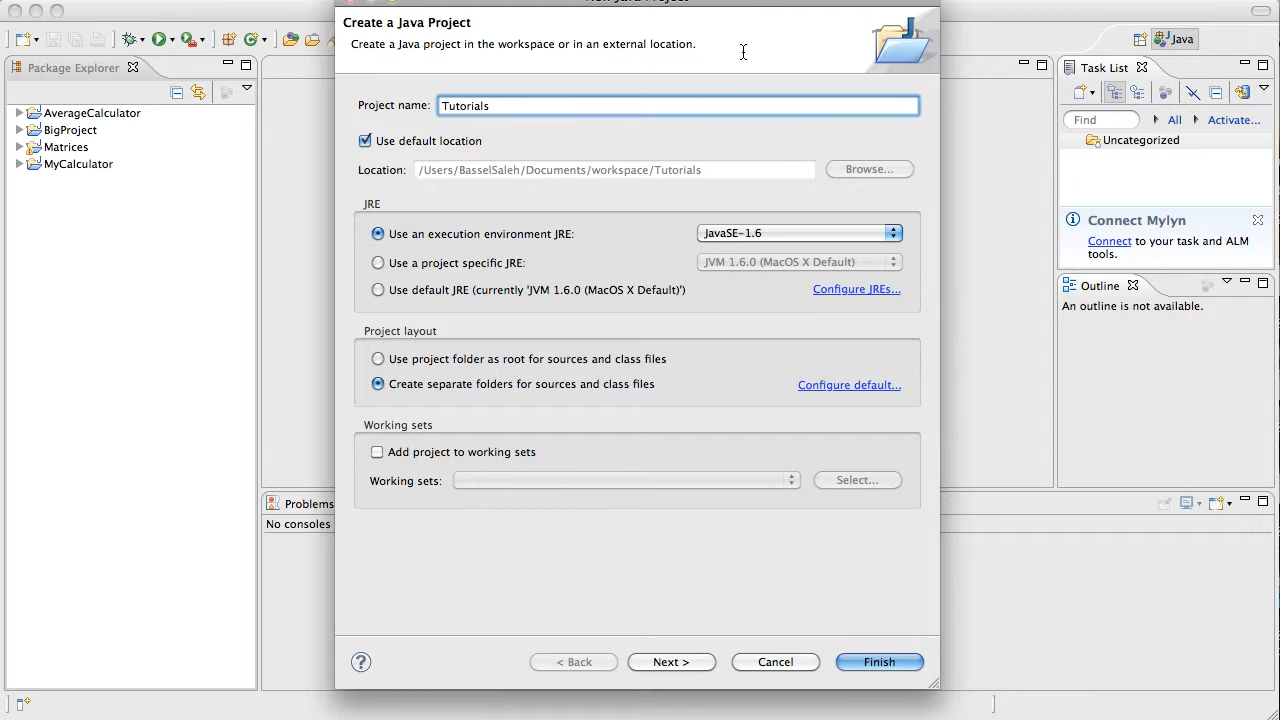 New Java Project
Create a Java Project
Create a Java project in the workspace or in an external location.
Java
Package Explorer
AverageCalculator
BigProject
Matrices
MyCalculator
Project name: Tutorials
Use default location
Location: /Users/BasselSaleh/Documents/workspace/Tutorials Browse...
JRE
Use an execution environment JRE: JavaSE-1.6
Use a project specific JRE: JVM 1.6.0 (MacOS X Default)
Use default JRE (currently 'JVM 1.6.0 (MacOS X Default)') Configure JREs...
Project layout
Use project folder as root for sources and class files
Create separate folders for sources and class files Configure default...
Working sets
Add project to working sets
Working sets: Select...
? < Back Next > Cancel Finish
Task List
Find All Activate...
Uncategorized
Connect Mylyn
Connect to your task and ALM
tools.
Outline
An outline is not available.
Problems
No consoles